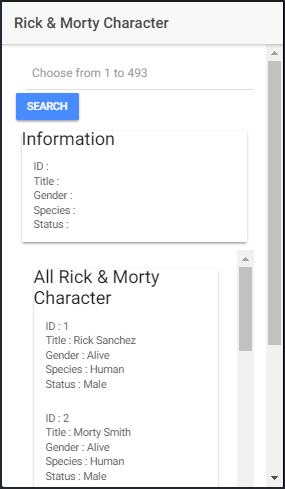 Rick & Morty Character
Choose from 1 to 493
SEARCH
Information
ID :
Title :
Gender :
Species :
Status :
All Rick & Morty
Character
ID : 1
Title : Rick Sanchez
Gender : Alive
Species : Human
Status : Male
ID : 2
Title : Morty Smith
Gender : Alive
Species : Human
Status : Male